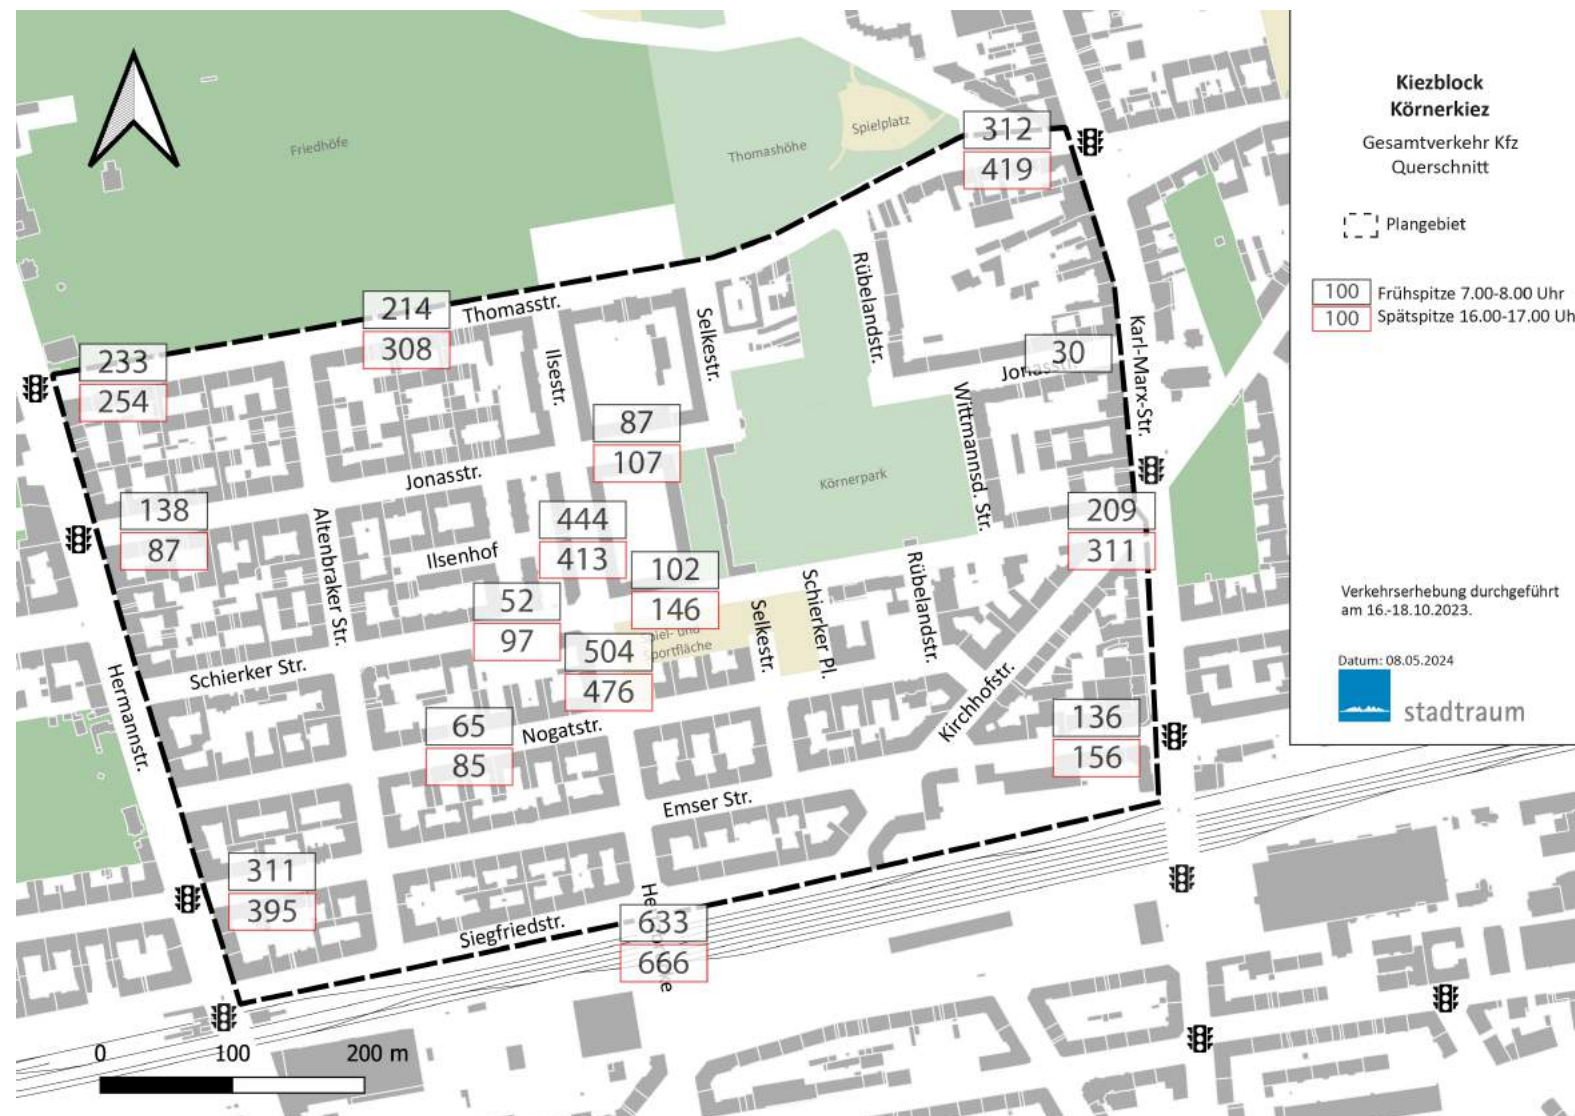 Kiezblock
Körnerkiez
Gesamtverkehr Kfz
Querschnitt
Plangebiet
100 Frühspitze 7.00-8.00 Uhr
100 Spätspitze 16.00-17.00 Uh
Verkehrserhebung durchgeführt
am 16.-18.10.2023.
Datum: 08.05.2024
stadtraum
Friedhöfe
Thomashöhe
Spielplatz
312
419
214
308
Thomasstr.
233
254
Ilsestr.
Selkestr.
Rübelandstr.
30
Jonasstr.
Karl-Marx-Str.
87
107
Jonasstr.
Wittmannsd. Str.
Körnerpark
138
87
Altenbraker Str.
Ilsenhof
444
413
209
311
102
146
52
97
Spiel- und
Sportfläche
504
476
Selkestr.
Schierker Pl.
Rübelandstr.
Schierker Str.
Hermannstr.
65
85
Nogatstr.
Kirchhofstr.
136
156
Emser Str.
311
395
Siegfriedstr.
633
666
0 100 200 m